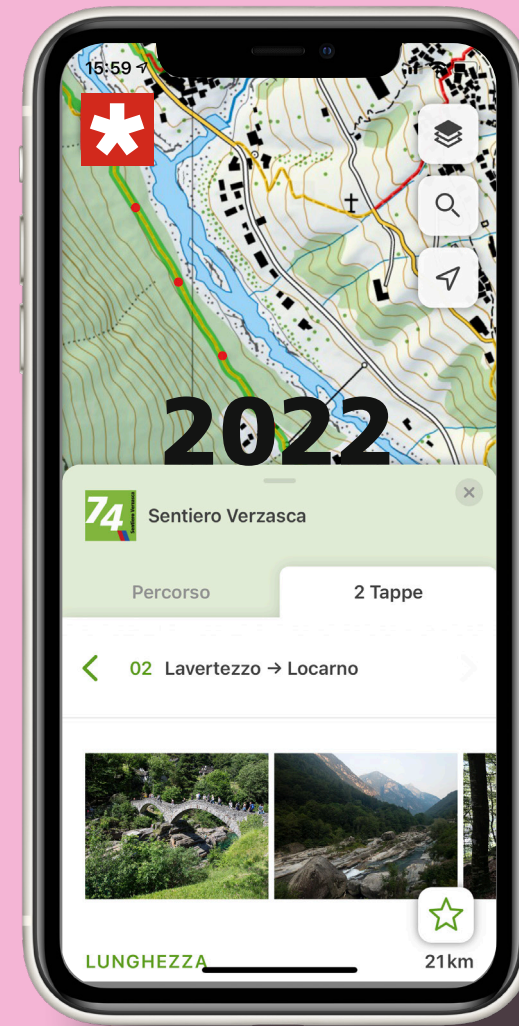 15:59
2022
74 Sentiero Verzasca
Sentiero Verzasca
Percorso
2 Tappe
02 Lavertezzo → Locarno
LUNGHEZZA
21km